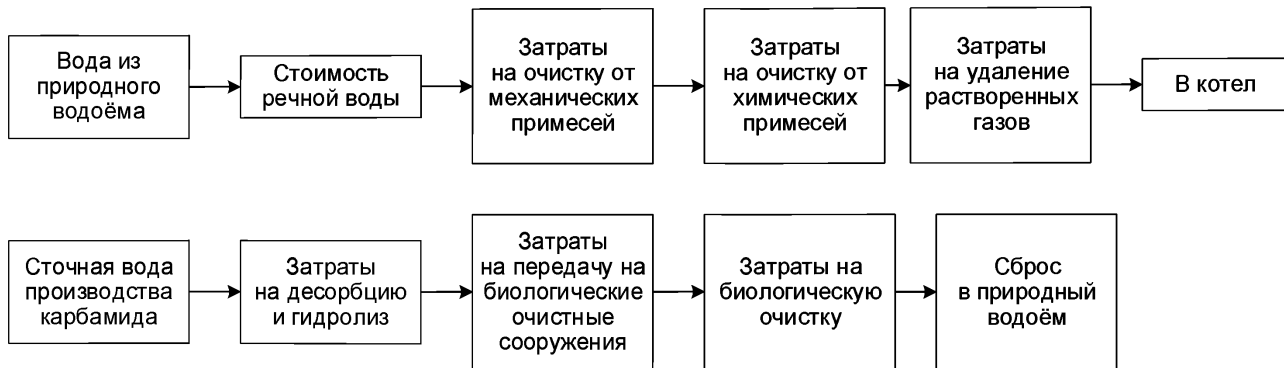 Вода из
природного
водоёма
Стоимость
речной воды
Затраты
на очистку от
механических
примесей
Затраты
на очистку от
химических
примесей
Затраты
на удаление
растворенных
газов
В котел
Сточная вода
производства
карбамида
Затраты
на десорбцию
и гидролиз
Затраты
на передачу на
биологические
очистные
сооружения
Затраты на
биологическую
очистку
Сброс
в природный
водоём